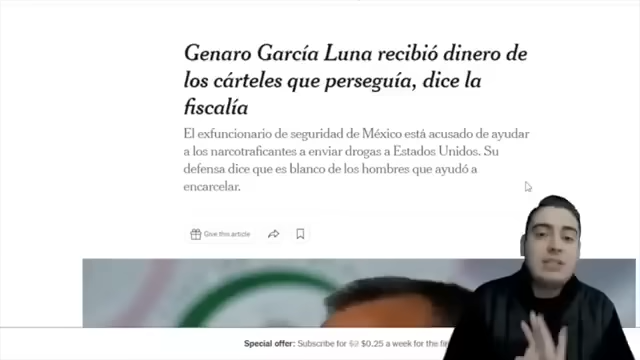 Genaro García Luna recibió dinero de
los cárteles que perseguía, dice la
fiscalía
El exfuncionario de seguridad de México está acusado de ayudar
a los narcotraficantes a enviar drogas a Estados Unidos. Su
defensa dice que es blanco de los hombres que ayudó a
encarcelar.
Give this article
Special offer: Subscribe for $2 $0.25 a week for the